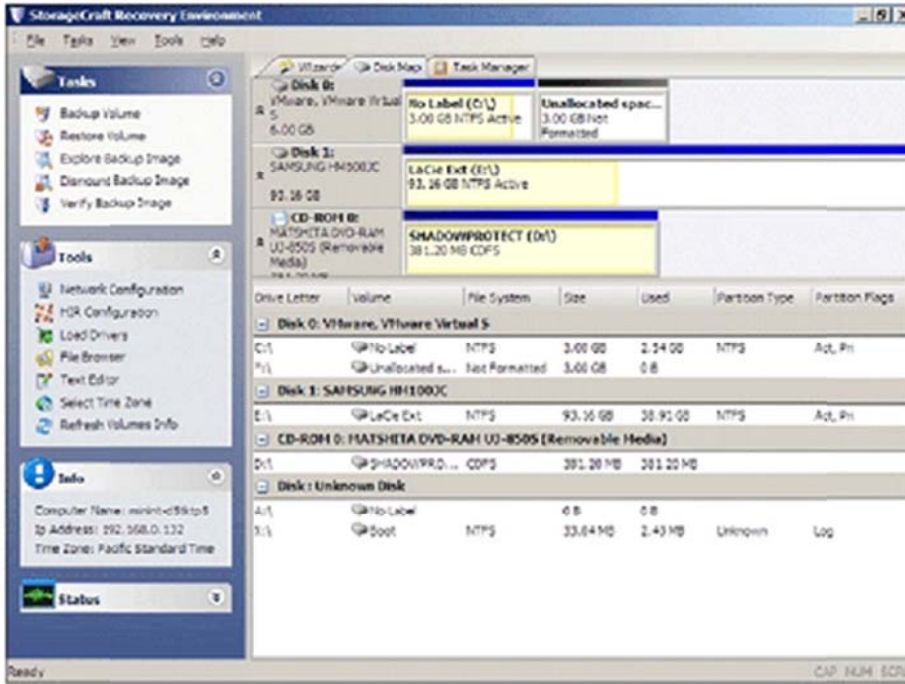 StorageCraft Recovery Environment
File Tasks View Tools Help
Tasks
Backup Volume
Restore Volume
Explore Backup Image
Dismount Backup Image
Verify Backup Image
Tools
Network Configuration
HIR Configuration
Load Drivers
File Browser
Text Editor
Select Time Zone
Refresh Volumes Info
Info
Computer Name:
Ip Address: 192.168.0.132
Time Zone: Pacific Standard Time
Status
Wizards Disk Map Task Manager
Disk 0:
VMware, VMware Virtual
S
6.00 GB
No Label (C:\)
3.00 GB NTFS Active
Unallocated spac...
3.00 GB Not
Formatted
Disk 1:
93.16 GB
LaCie Ext (E:\)
93.16 GB NTFS Active
CD-ROM 0:
MATSHITA DVD-RAM
UJ-850S (Removable
Media)
SHADOWPROTECT (D:\)
381.20 MB CDFS
Drive Letter Volume File System Size Used Partition Type Partition Flags
Disk 0: VMware, VMware Virtual S
C:\ No Label NTFS 3.00 GB 2.54 GB NTFS Act, Pri
Unallocated s... Not Formatted 3.00 GB 0 B
Disk 1: SAMSUNG HM100JC
E:\ LaCie Ext NTFS 93.16 GB 38.91 GB NTFS Act, Pri
CD-ROM 0: MATSHITA DVD-RAM UJ-850S (Removable Media)
D:\ SHADOWPRO... CDFS 381.20 MB 381.20 MB
Disk : Unknown Disk
A:\ No Label 0 B 0 B
X:\ Boot NTFS 33.64 MB 2.43 MB Unknown Log
Ready
CAP NUM SCRL